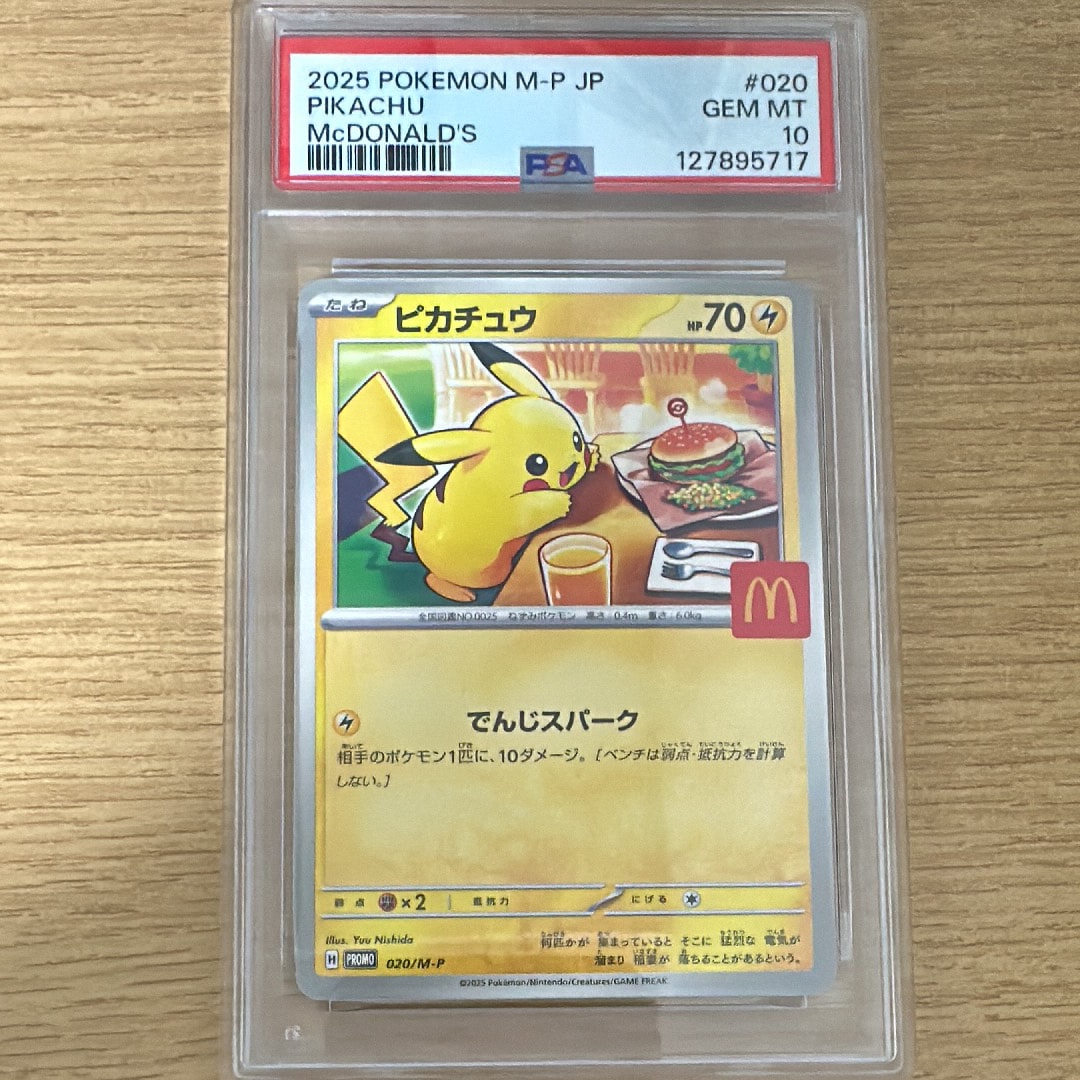 2025 POKEMON M-P JP #020
PIKACHU GEM MT
McDONALD'S 10
PSA 127895717
たね ピカチュウ HP70
全国図鑑NO.0025 ねずみポケモン 高さ:0.4m 重さ:6.0kg
M
でんじスパーク
相手のポケモン1匹に、10ダメージ。[ベンチは弱点・抵抗力を計算
しない。]
弱点 ×2 抵抗力 にげる
Illus. Yuu Nishida
何匹かが 集まっていると そこに 猛烈な 電気が
H PROMO 020/M-P
溜まり 稲妻が 落ちることがあるという。
©2025 Pokémon/Nintendo/Creatures/GAME FREAK